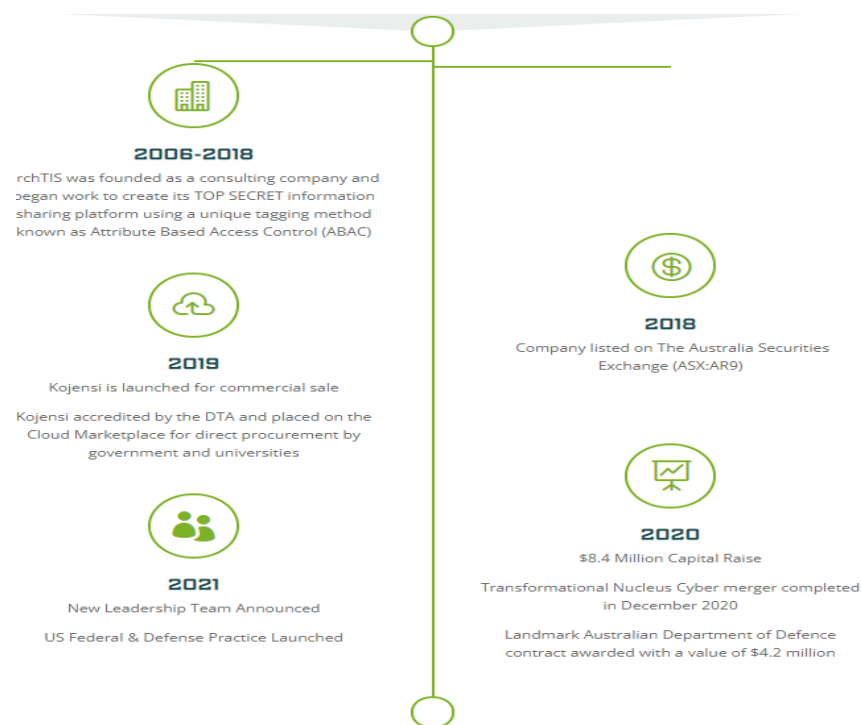 2006-2018
rchTIS was founded as a consulting company and
began work to create its TOP SECRET information
sharing platform using a unique tagging method
known as Attribute Based Access Control (ABAC)
2018
Company listed on The Australia Securities
Exchange (ASX:AR9)
2019
Kojensi is launched for commercial sale
Kojensi accredited by the DTA and placed on the
Cloud Marketplace for direct procurement by
government and universities
2020
$8.4 Million Capital Raise
Transformational Nucleus Cyber merger completed
in December 2020
Landmark Australian Department of Defence
contract awarded with a value of $4.2 million
2021
New Leadership Team Announced
US Federal & Defense Practice Launched